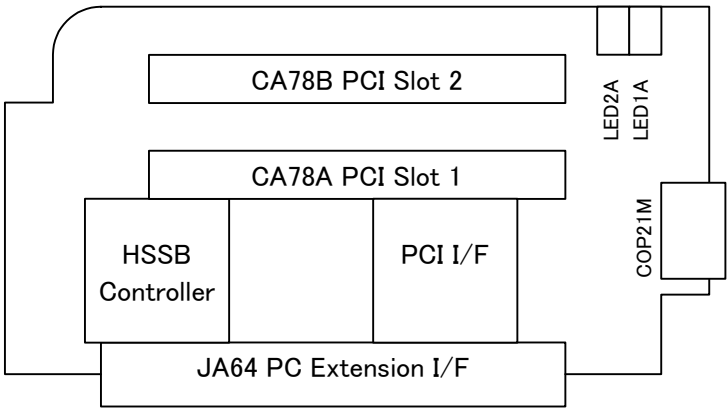 CA78B PCI Slot 2
LED2A
LED1A
CA78A PCI Slot 1
COP21M
HSSB
Controller
PCI I/F
JA64 PC Extension I/F